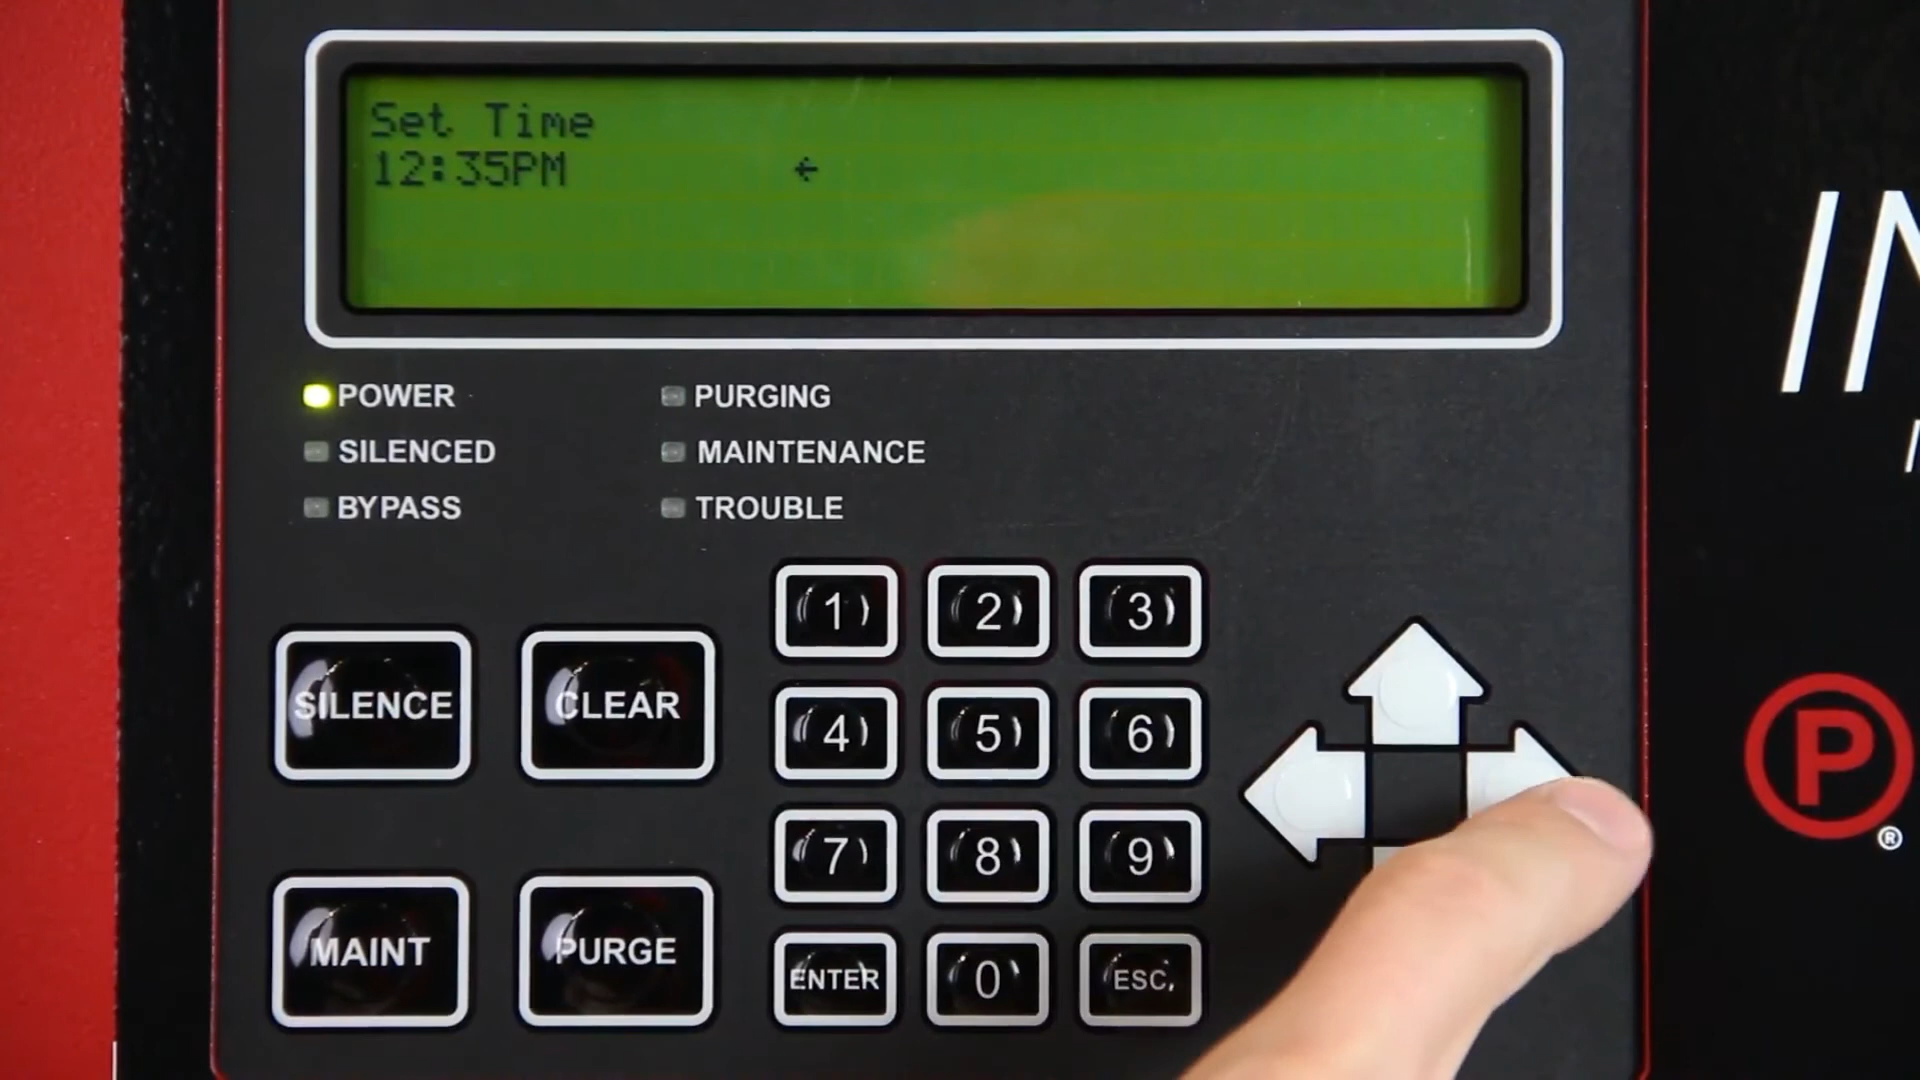 Set Time
12:35PM ←
POWER
PURGING
SILENCED
MAINTENANCE
BYPASS
TROUBLE
1 2 3
SILENCE CLEAR
4 5 6
7 8 9
MAINT PURGE
ENTER 0 ESC.
P
®